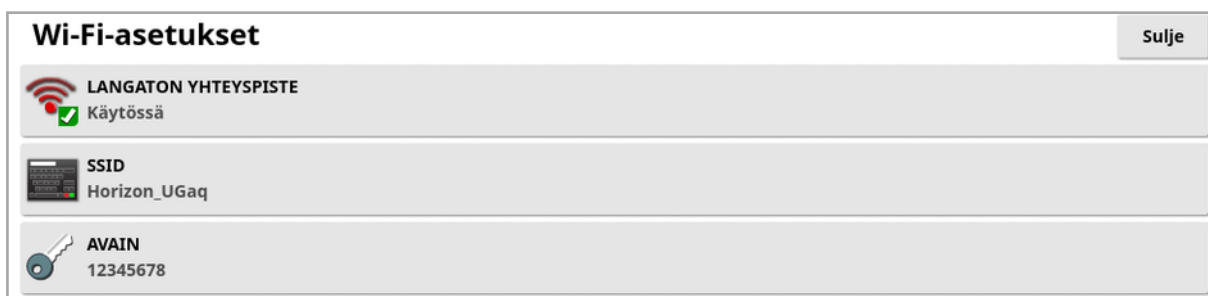 Wi-Fi-asetukset
Sulje
LANGATON YHTEYSPISTE
Käytössä
SSID
Horizon_UGaq
AVAIN
12345678